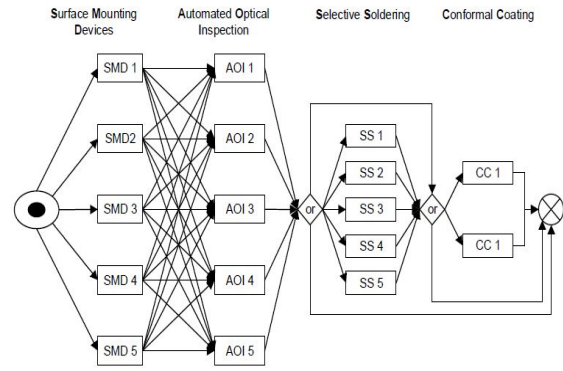 Surface Mounting Devices
Automated Optical Inspection
Selective Soldering
Conformal Coating
SMD 1
AOI 1
SMD2
AOI 2
SMD 3
AOI 3
SMD 4
AOI 4
SMD 5
AOI 5
or
SS 1
SS 2
SS 3
SS 4
SS 5
or
CC 1
CC 1